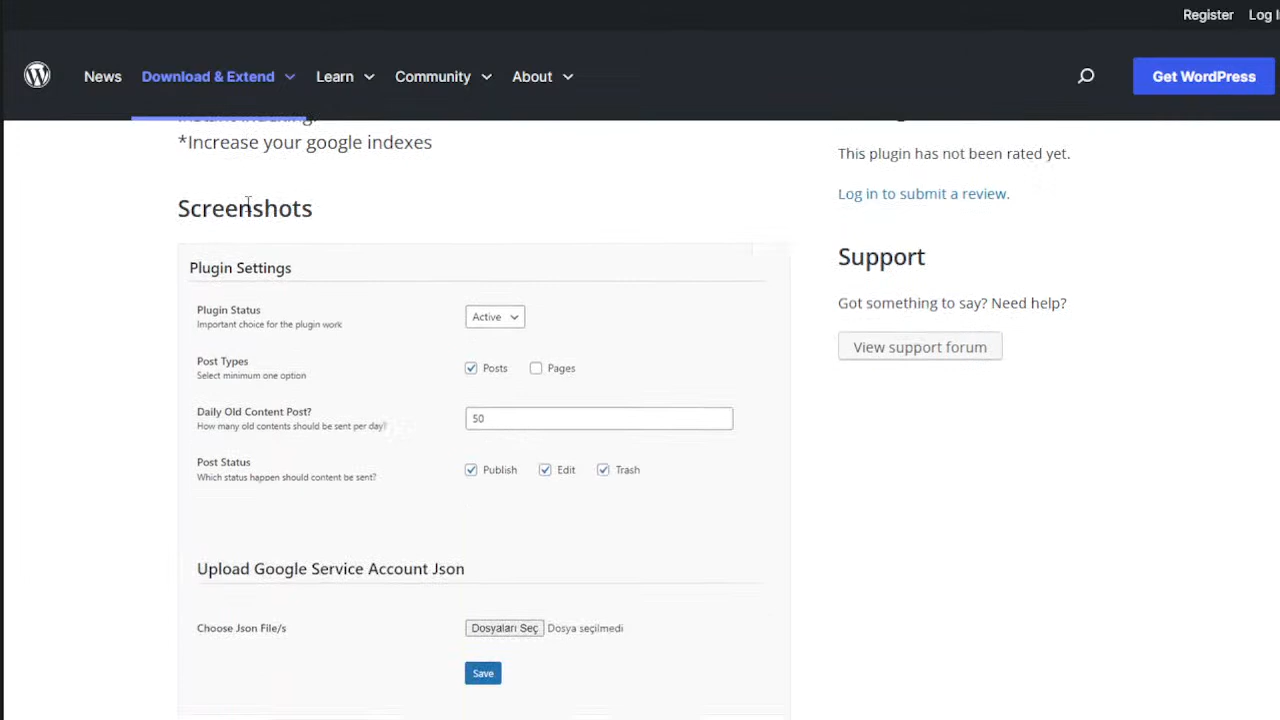 Register Log I
News Download & Extend Learn Community About Get WordPress
instant indexing.
*Increase your google indexes
Screenshots
Plugin Settings
Plugin Status
Important choice for the plugin work
Active
Post Types
Select minimum one option
Posts Pages
Daily Old Content Post?
How many old contents should be sent per day?
50
Post Status
Which status happen should content be sent?
Publish Edit Trash
Upload Google Service Account Json
Choose Json File/s
Dosyaları Seç Dosya seçilmedi
Save
This plugin has not been rated yet.
Log in to submit a review.
Support
Got something to say? Need help?
View support forum